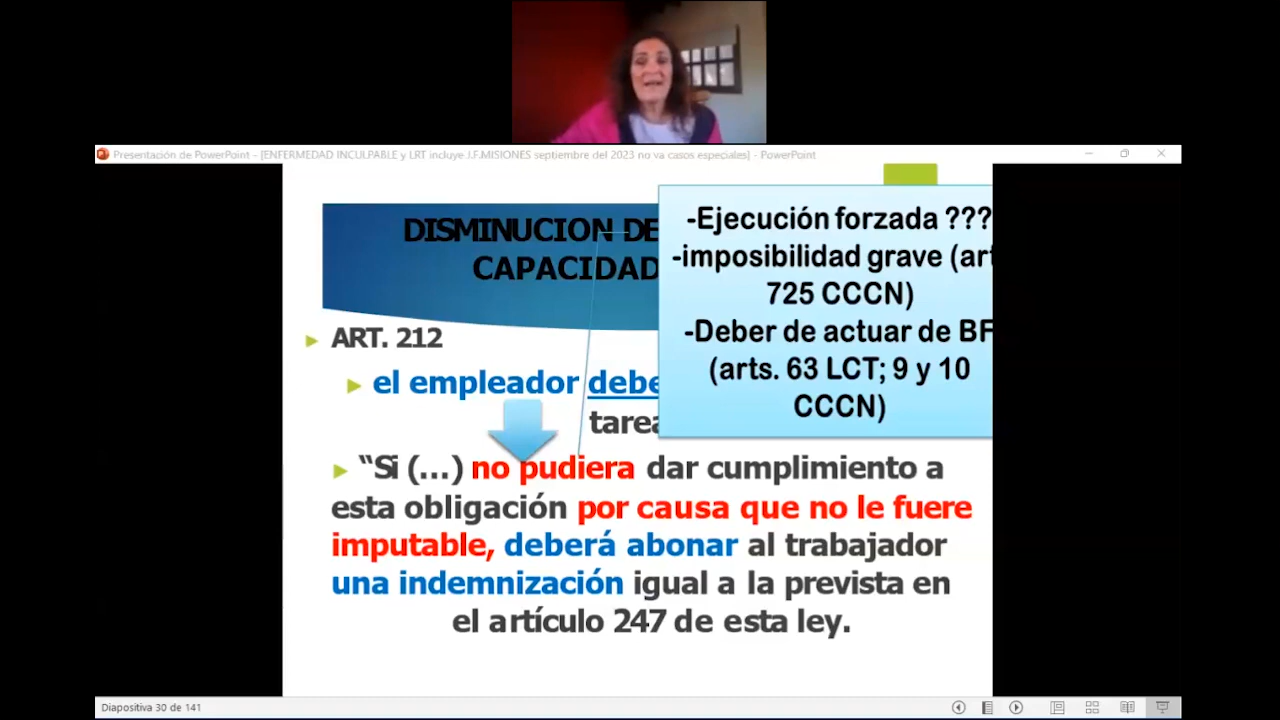 Presentación de PowerPoint - [ENFERMEDAD INCULPABLE y LRT incluye .I.F.MISIONES septiembre del 2023 no va casos especiales] - PowerPoint
DISMINUCION DE
CAPACIDAD
-Ejecución forzada ???
-imposibilidad grave (art
725 CCCN)
-Deber de actuar de BF
(arts. 63 LCT; 9 y 10
CCCN)
ART. 212
el empleador debe
tarea
“Si (...) no pudiera dar cumplimiento a
esta obligación por causa que no le fuere
imputable, deberá abonar al trabajador
una indemnización igual a la prevista en
el artículo 247 de esta ley.
Diapositiva 30 de 141